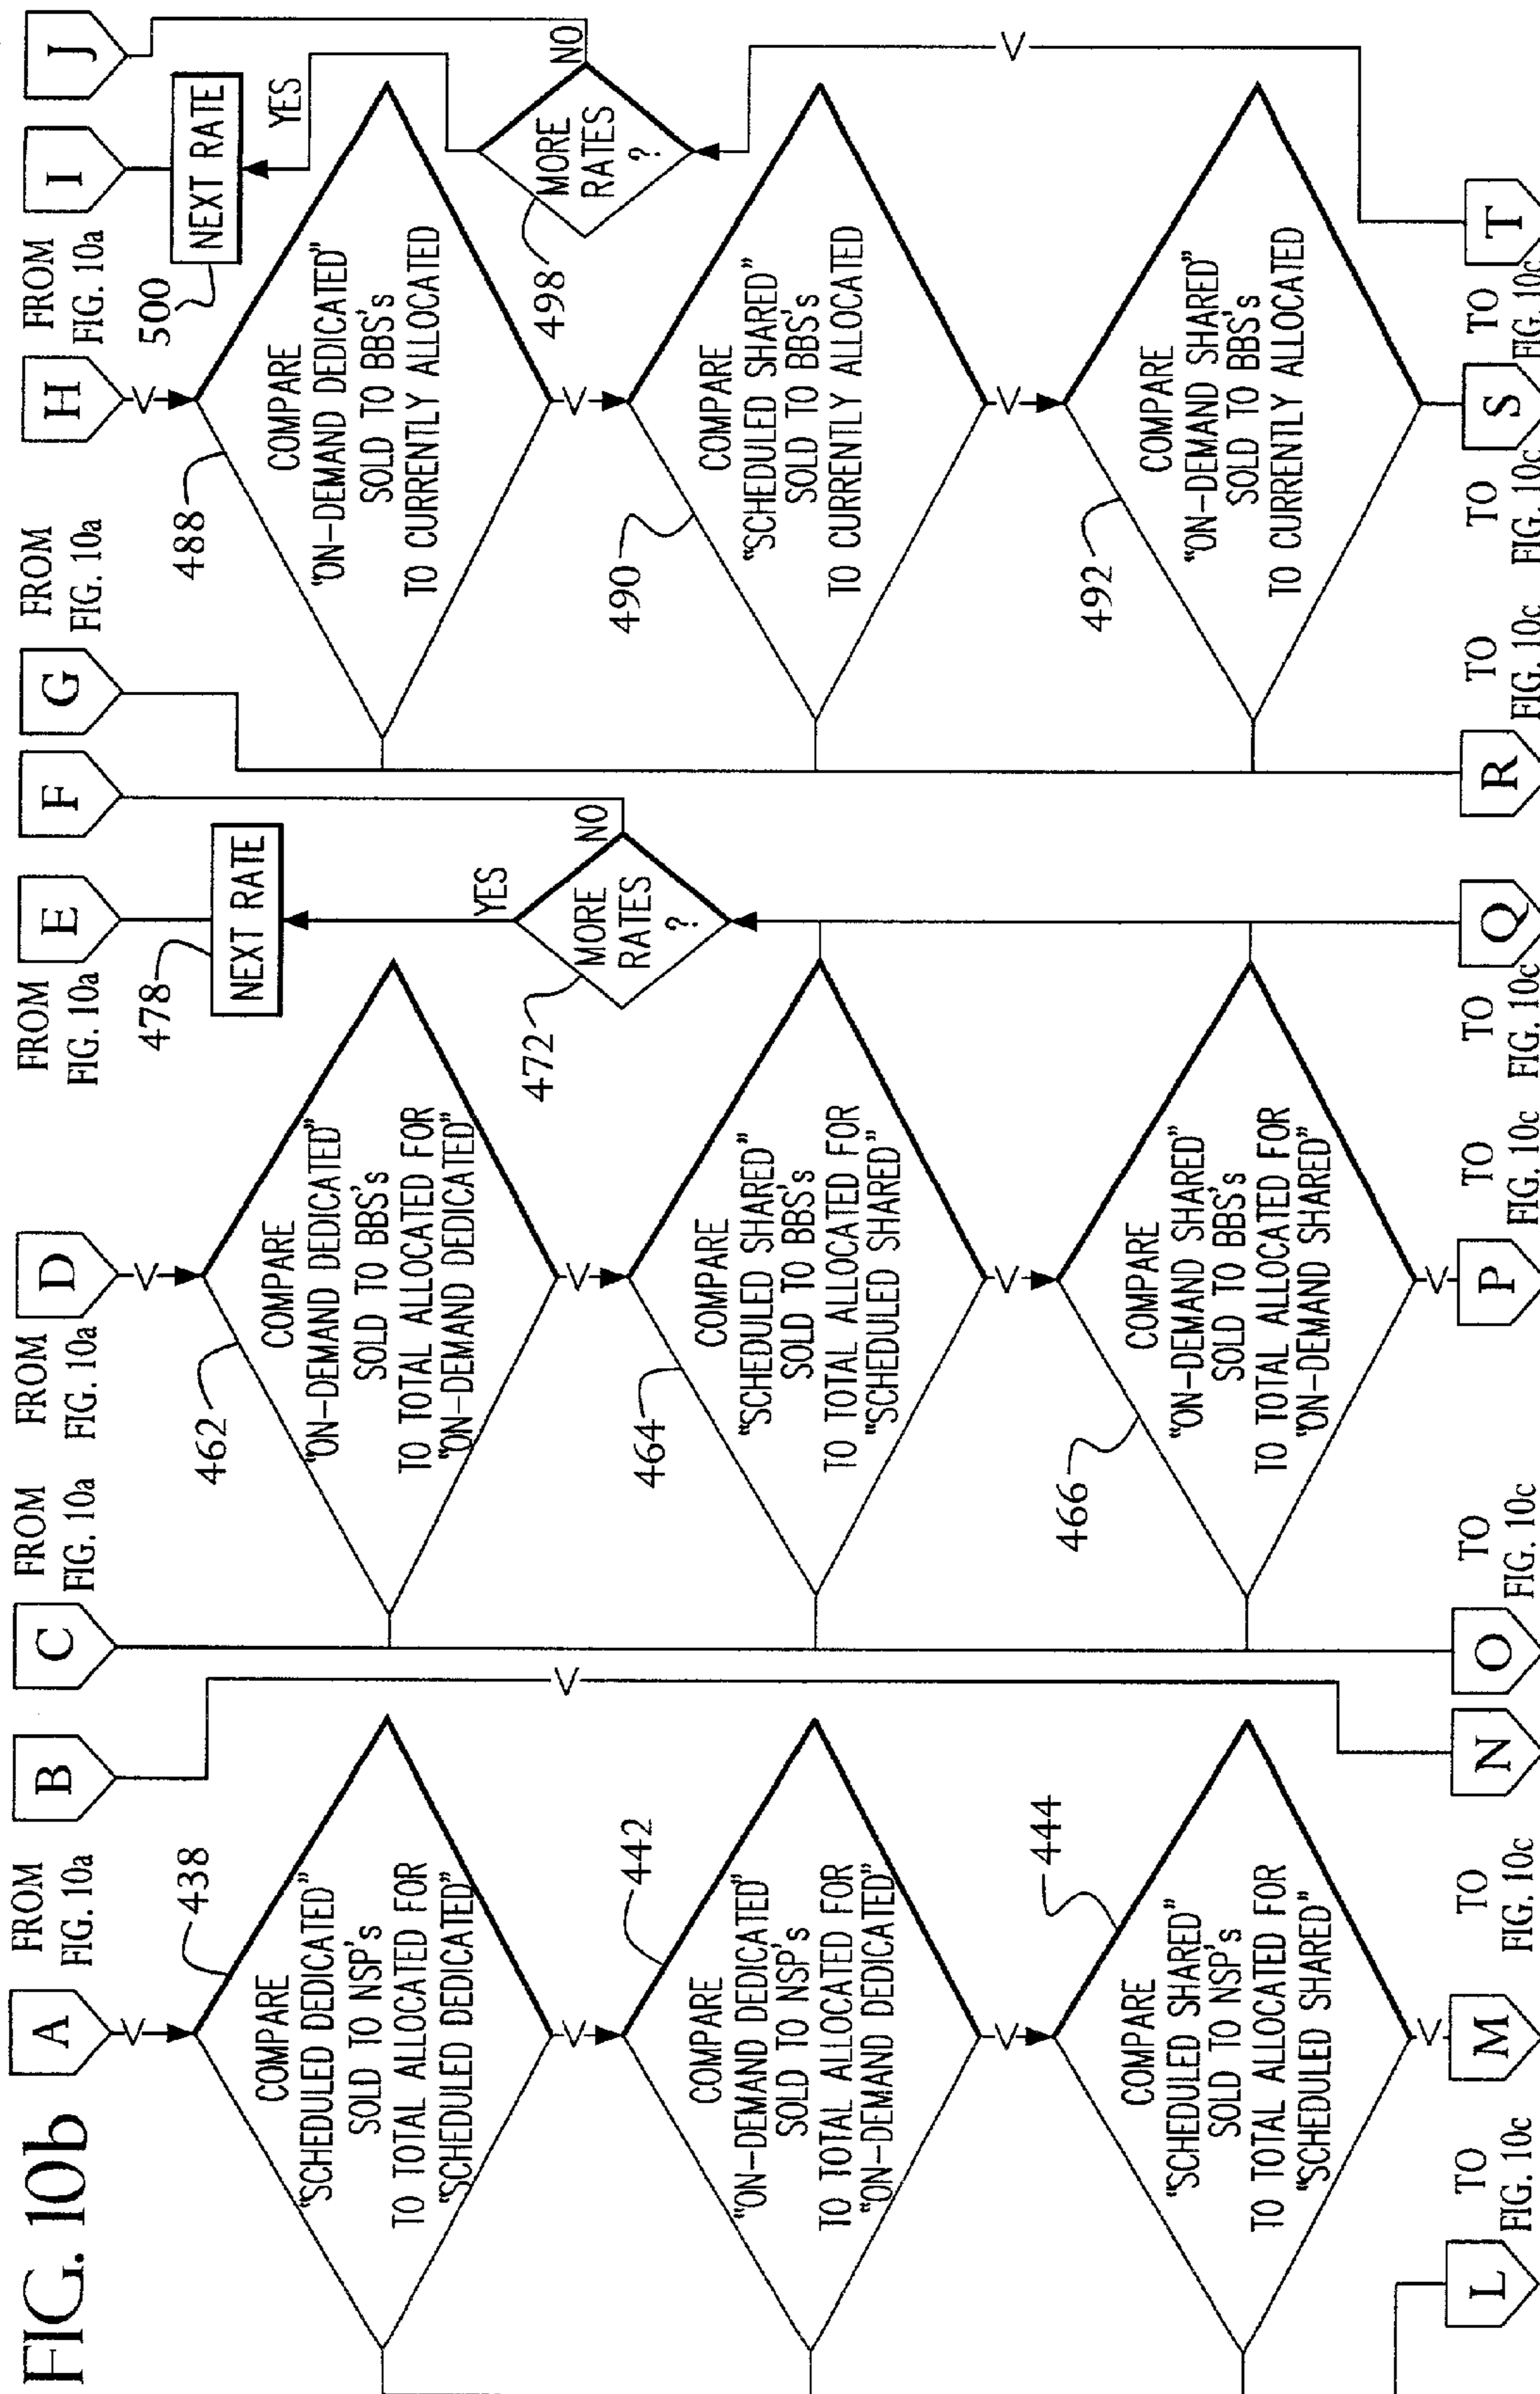 FIG. 10b
A
FROM
FIG. 10a
B
C
FROM
FIG. 10a
D
FROM
FIG. 10a
E
FROM
FIG. 10a
F
G
FROM
FIG. 10a
H
FROM
FIG. 10a
I
J
438
COMPARE
"SCHEDULED DEDICATED"
SOLD TO NSP's
TO TOTAL ALLOCATED FOR
"SCHEDULED DEDICATED"
442
COMPARE
"ON-DEMAND DEDICATED"
SOLD TO NSP's
TO TOTAL ALLOCATED FOR
"ON-DEMAND DEDICATED"
444
COMPARE
"SCHEDULED SHARED"
SOLD TO NSP's
TO TOTAL ALLOCATED FOR
"SCHEDULED SHARED"
462
COMPARE
"ON-DEMAND DEDICATED"
SOLD TO BBS's
TO TOTAL ALLOCATED FOR
"ON-DEMAND DEDICATED"
464
COMPARE
"SCHEDULED SHARED"
SOLD TO BBS's
TO TOTAL ALLOCATED FOR
"SCHEDULED SHARED"
466
COMPARE
"ON-DEMAND SHARED"
SOLD TO BBS's
TO TOTAL ALLOCATED FOR
"ON-DEMAND SHARED"
478
NEXT RATE
YES
NO
472
MORE
RATES
?
488
COMPARE
"ON-DEMAND DEDICATED"
SOLD TO BBS's
TO CURRENTLY ALLOCATED
490
COMPARE
"SCHEDULED SHARED"
SOLD TO BBS's
TO CURRENTLY ALLOCATED
492
COMPARE
"ON-DEMAND SHARED"
SOLD TO BBS's
TO CURRENTLY ALLOCATED
500
NEXT RATE
YES
NO
498
MORE
RATES
?
L
TO
FIG. 10c
M
TO
FIG. 10c
N
O
TO
FIG. 10c
P
TO
FIG. 10c
Q
TO
FIG. 10c
R
TO
FIG. 10c
S
TO
FIG. 10c
T
TO
FIG. 10c